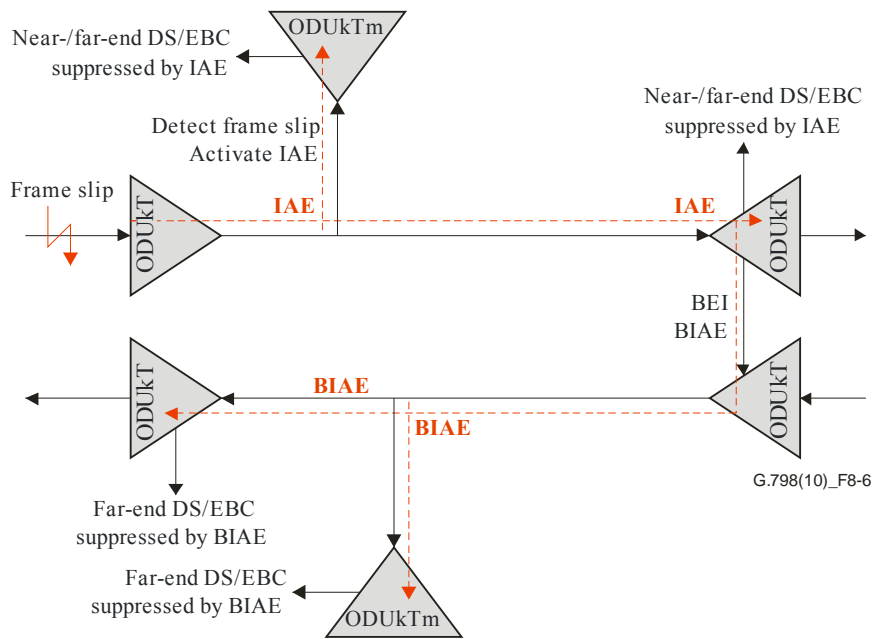 ODUkTm
Near-/far-end DS/EBC
suppressed by IAE
Near-/far-end DS/EBC
suppressed by IAE
Detect frame slip
Activate IAE
Frame slip
ODUkT
IAE
IAE
ODUkT
BEI
BIAE
ODUkT
BIAE
BIAE
ODUkT
G.798(10)_F8-6
Far-end DS/EBC
suppressed by BIAE
Far-end DS/EBC
suppressed by BIAE
ODUkTm